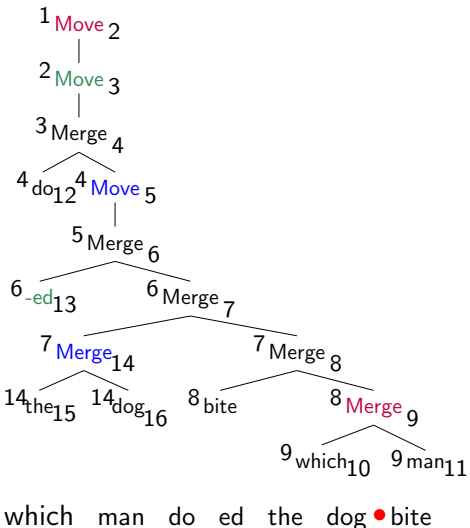 1 Move 2
2 Move 3
3 Merge 4
4 do 12 4 Move 5
5 Merge 6
6 -ed 13 6 Merge 7
7 Merge 14 7 Merge 8
14 the 15 14 dog 16 8 bite 8 Merge 9
9 which 10 9 man 11
which man do ed the dog • bite